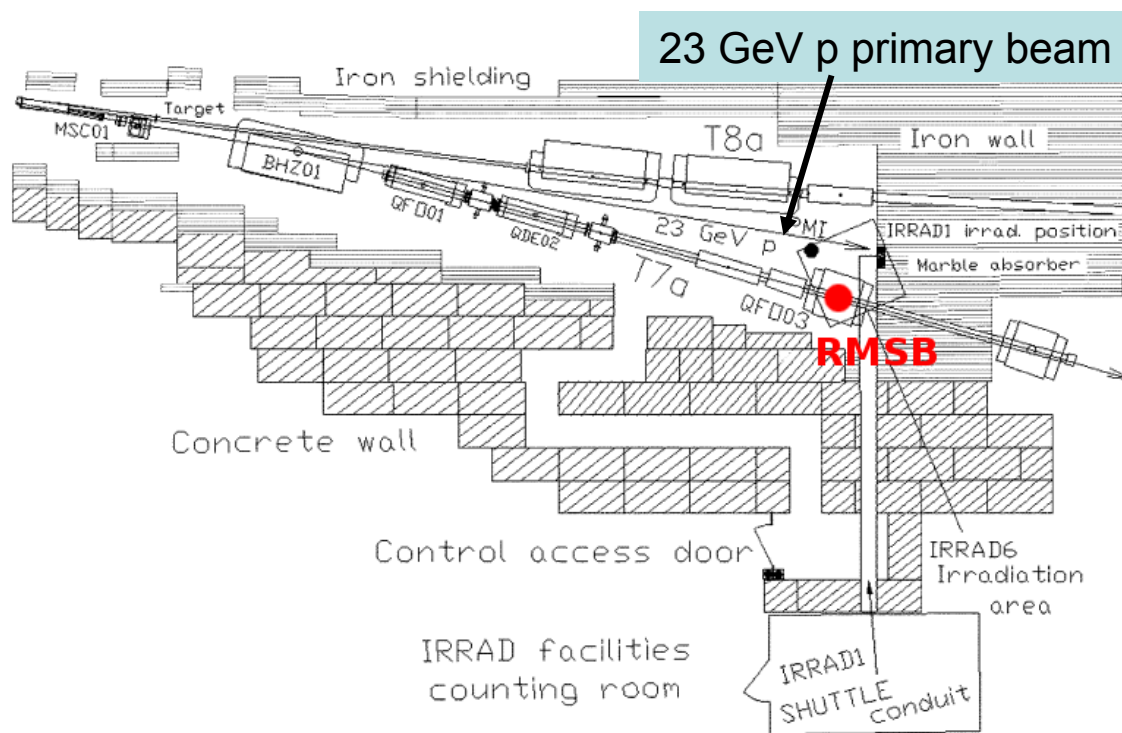 23 GeV p primary beam
Iron shielding
Target
MSC01
T8a
Iron wall
BHZ01
QFO01
QDE02
23 GeV p
PMI
IRRAD1 irrad. position
Marble absorber
T7a
QFO03
RMSB
Concrete wall
Control access door
IRRAD6
Irradiation
area
IRRAD facilities
counting room
IRRAD1
SHUTTLE
conduit